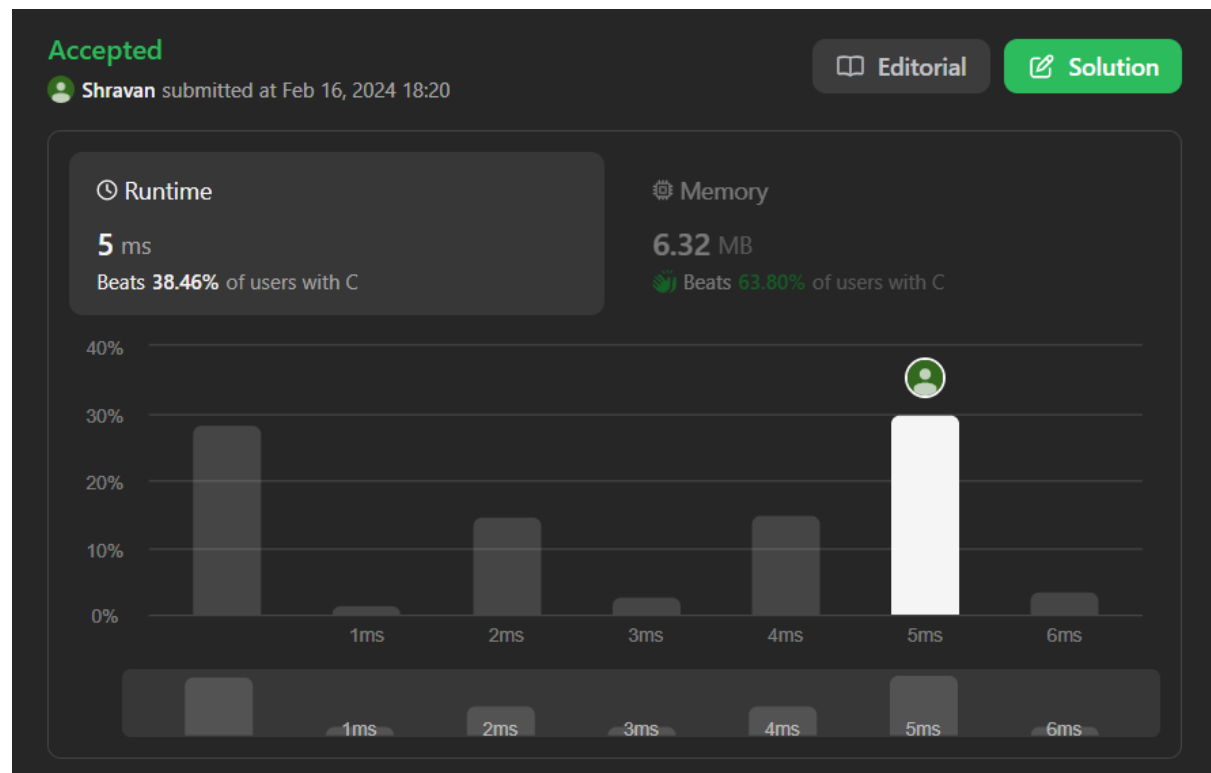 Accepted
Editorial
Solution
Shravan submitted at Feb 16, 2024 18:20
Runtime
5 ms
Beats 38.46% of users with C
Memory
6.32 MB
Beats 63.80% of users with C
40%
30%
20%
10%
0%
1ms 2ms 3ms 4ms 5ms 6ms
1ms 2ms 3ms 4ms 5ms 6ms